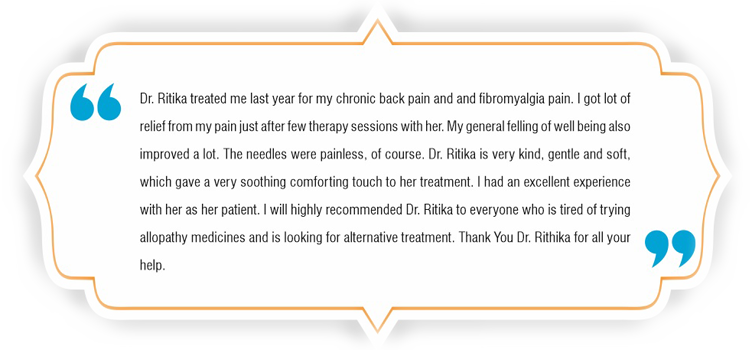 Dr. Ritika treated me last year for my chronic back pain and and fibromyalgia pain. I got lot of
relief from my pain just after few therapy sessions with her. My general felling of well being also
improved a lot. The needles were painless, of course. Dr. Ritika is very kind, gentle and soft,
which gave a very soothing comforting touch to her treatment. I had an excellent experience
with her as her patient. I will highly recommended Dr. Ritika to everyone who is tired of trying
allopathy medicines and is looking for alternative treatment. Thank You Dr. Rithika for all your
help.